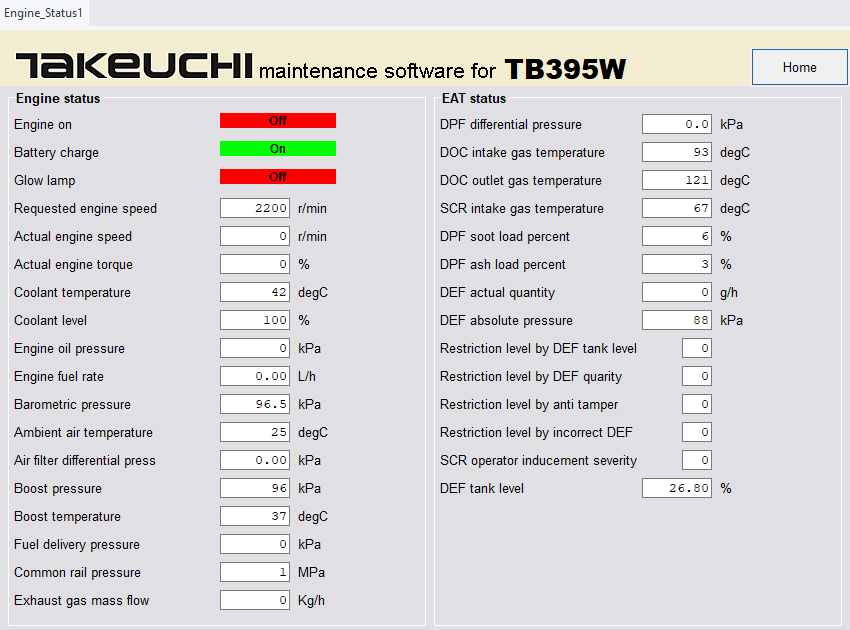 Engine_Status1
TAKEUCHI maintenance software for TB395W
Home
Engine status
Engine on Off
Battery charge On
Glow lamp Off
Requested engine speed 2200 r/min
Actual engine speed 0 r/min
Actual engine torque 0 %
Coolant temperature 42 degC
Coolant level 100 %
Engine oil pressure 0 kPa
Engine fuel rate 0.00 L/h
Barometric pressure 96.5 kPa
Ambient air temperature 25 degC
Air filter differential press 0.00 kPa
Boost pressure 96 kPa
Boost temperature 37 degC
Fuel delivery pressure 0 kPa
Common rail pressure 1 MPa
Exhaust gas mass flow 0 Kg/h
EAT status
DPF differential pressure 0.0 kPa
DOC intake gas temperature 93 degC
DOC outlet gas temperature 121 degC
SCR intake gas temperature 67 degC
DPF soot load percent 6 %
DPF ash load percent 3 %
DEF actual quantity 0 g/h
DEF absolute pressure 88 kPa
Restriction level by DEF tank level 0
Restriction level by DEF quarity 0
Restriction level by anti tamper 0
Restriction level by incorrect DEF 0
SCR operator inducement severity 0
DEF tank level 26.80 %